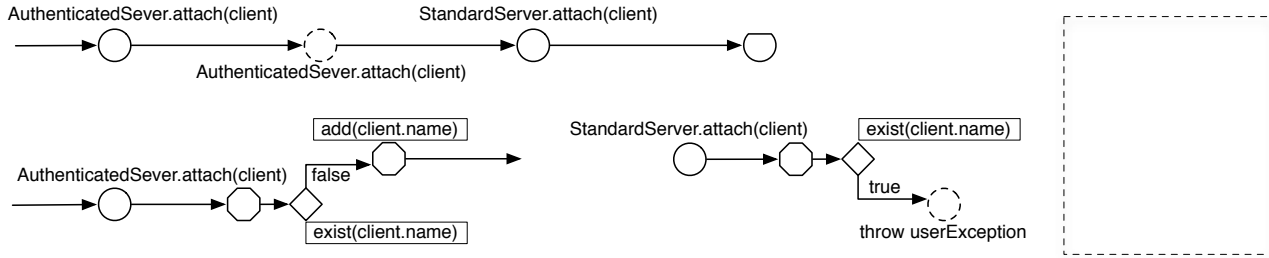 AuthenticatedSever.attach(client)
StandardServer.attach(client)
AuthenticatedSever.attach(client)
add(client.name)
StandardServer.attach(client)
exist(client.name)
AuthenticatedSever.attach(client)
false
true
exist(client.name)
throw userException